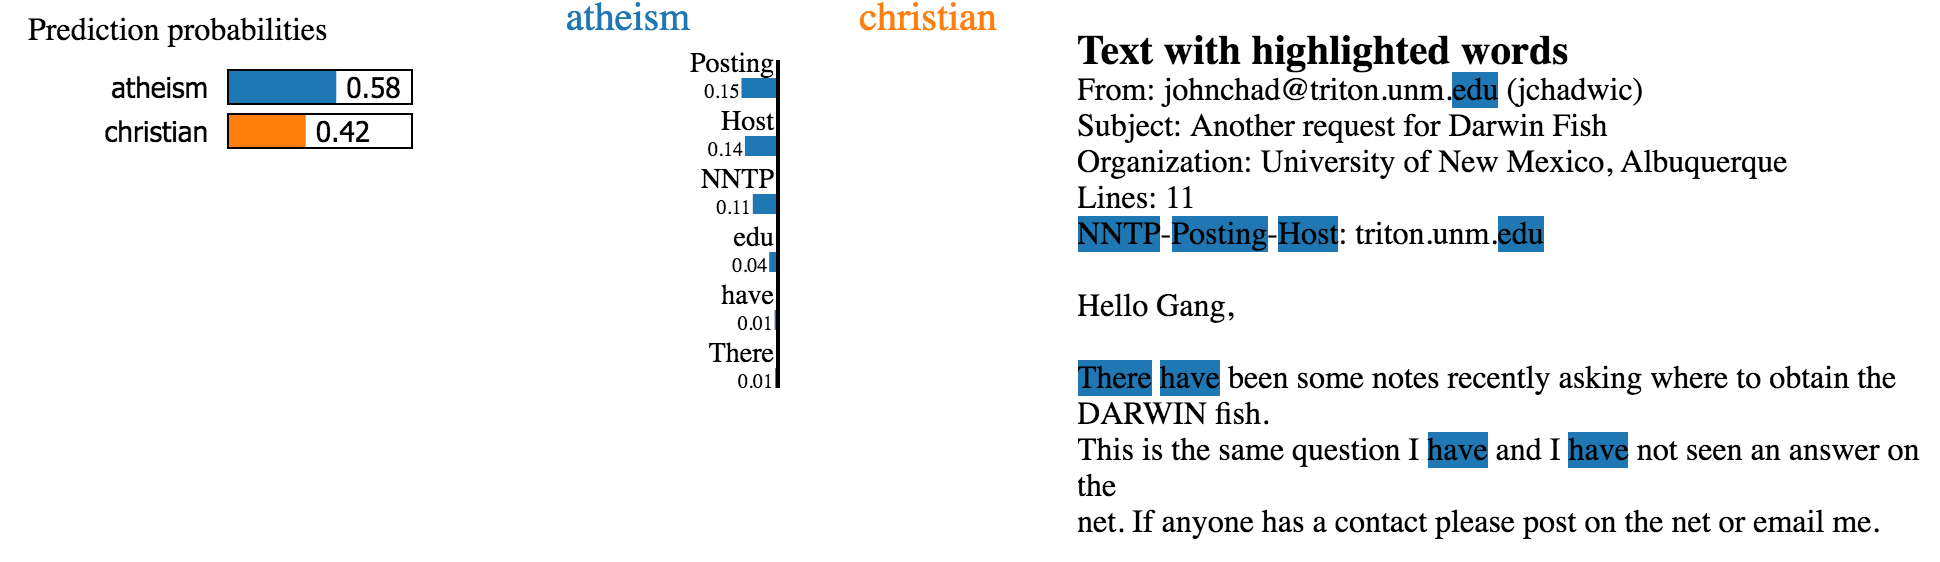 Prediction probabilities
atheism 0.58
christian 0.42
atheism christian
Posting
0.15
Host
0.14
NNTP
0.11
edu
0.04
have
0.01
There
0.01
Text with highlighted words
From: johnchad@triton.unm.edu (jchadwic)
Subject: Another request for Darwin Fish
Organization: University of New Mexico, Albuquerque
Lines: 11
NNTP-Posting-Host: triton.unm.edu
Hello Gang,
There have been some notes recently asking where to obtain the
DARWIN fish.
This is the same question I have and I have not seen an answer on
the
net. If anyone has a contact please post on the net or email me.